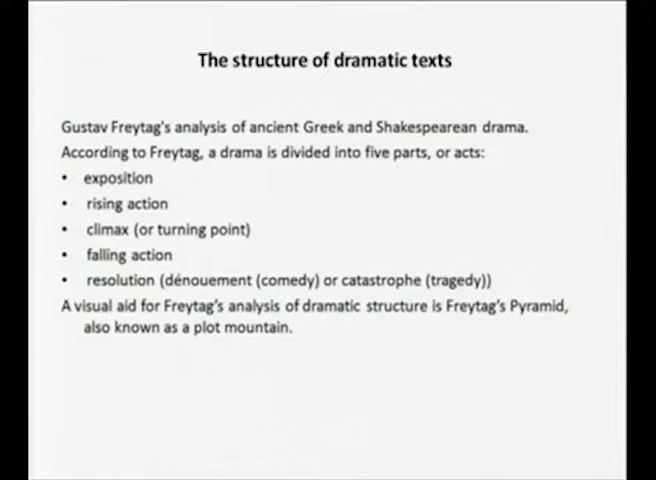 The structure of dramatic texts
Gustav Freytag's analysis of ancient Greek and Shakespearean drama.
According to Freytag, a drama is divided into five parts, or acts:
• exposition
• rising action
• climax (or turning point)
• falling action
• resolution (dénouement (comedy) or catastrophe (tragedy))
A visual aid for Freytag's analysis of dramatic structure is Freytag's Pyramid,
also known as a plot mountain.